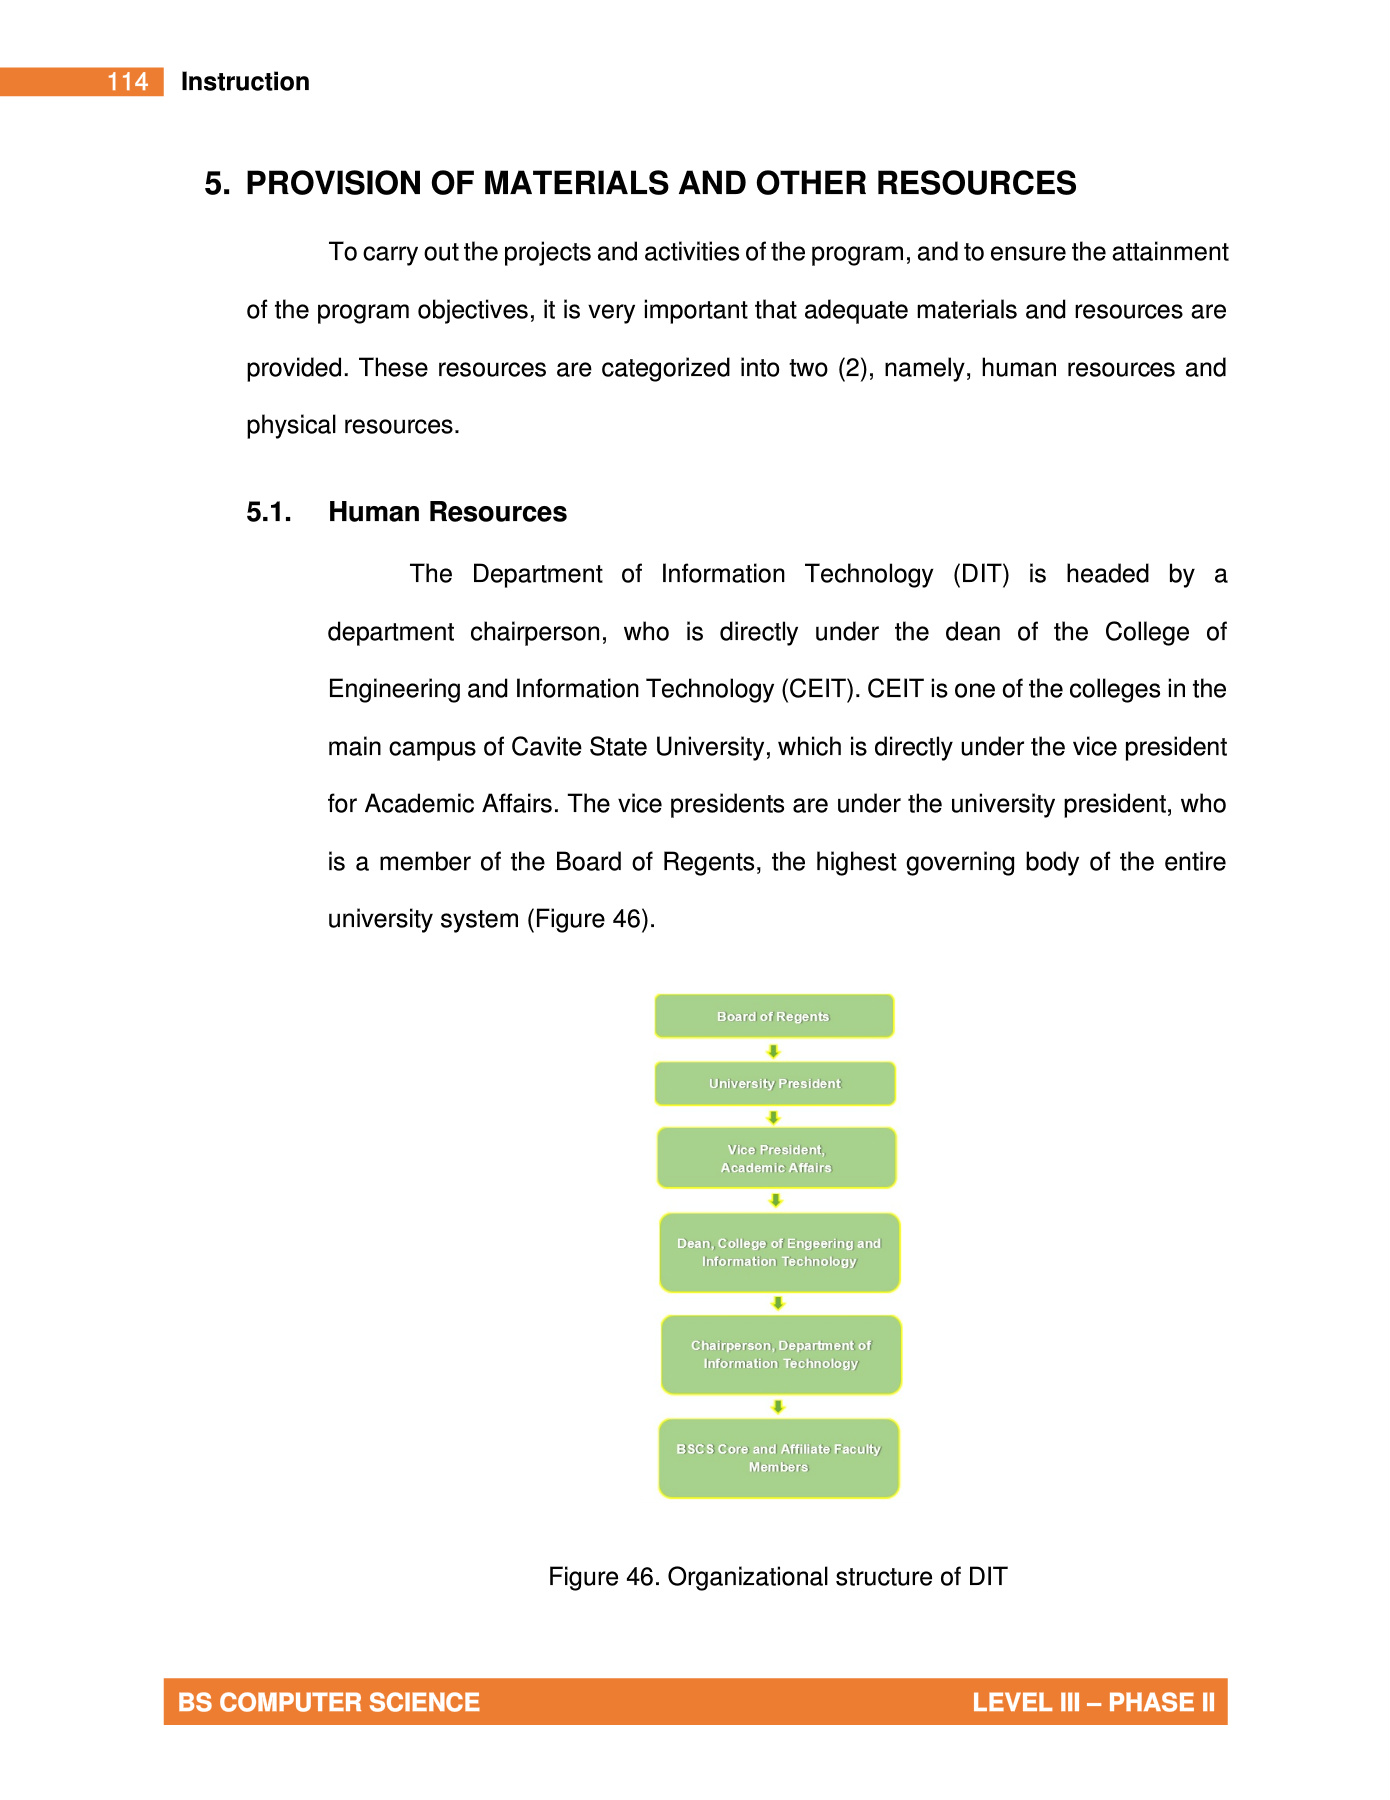 114 Instruction
5. PROVISION OF MATERIALS AND OTHER RESOURCES
To carry out the projects and activities of the program, and to ensure the attainment
of the program objectives, it is very important that adequate materials and resources are
provided. These resources are categorized into two (2), namely, human resources and
physical resources.
5.1. Human Resources
The Department of Information Technology (DIT) is headed by a
department chairperson, who is directly under the dean of the College of
Engineering and Information Technology (CEIT). CEIT is one of the colleges in the
main campus of Cavite State University, which is directly under the vice president
for Academic Affairs. The vice presidents are under the university president, who
is a member of the Board of Regents, the highest governing body of the entire
university system (Figure 46).
Board of Regents
University President
Vice President,
Academic Affairs
Dean, College of Engeering and
Information Technology
Chairperson, Department of
Information Technology
BSCS Core and Affiliate Faculty
Members
Figure 46. Organizational structure of DIT
BS COMPUTER SCIENCE LEVEL III – PHASE II